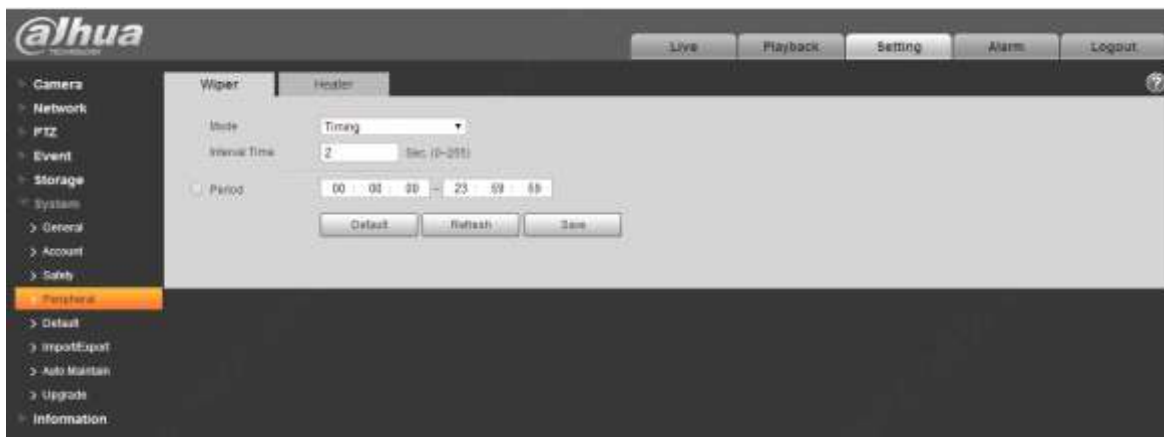 alhua
TECHNOLOGY
Live Playback Setting Alarm Logout
Camera
Network
PTZ
Event
Storage
System
General
Account
Safety
Peripheral
Default
Import/Export
Auto Maintain
Upgrade
Information
Wiper Heater
Mode Timing
Interval Time 2 Sec. (0~255)
Period 00 : 00 : 00 – 23 : 59 : 59
Default Refresh Save
?